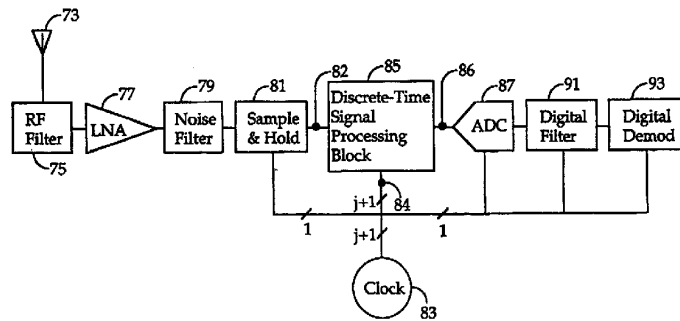 73
77
79
81
82
85
86
87
91
93
RF
Filter
75
LNA
Noise
Filter
Sample
& Hold
Discrete-Time
Signal
Processing
Block
ADC
Digital
Filter
Digital
Demod
j+1
84
1
1
j+1
Clock
83